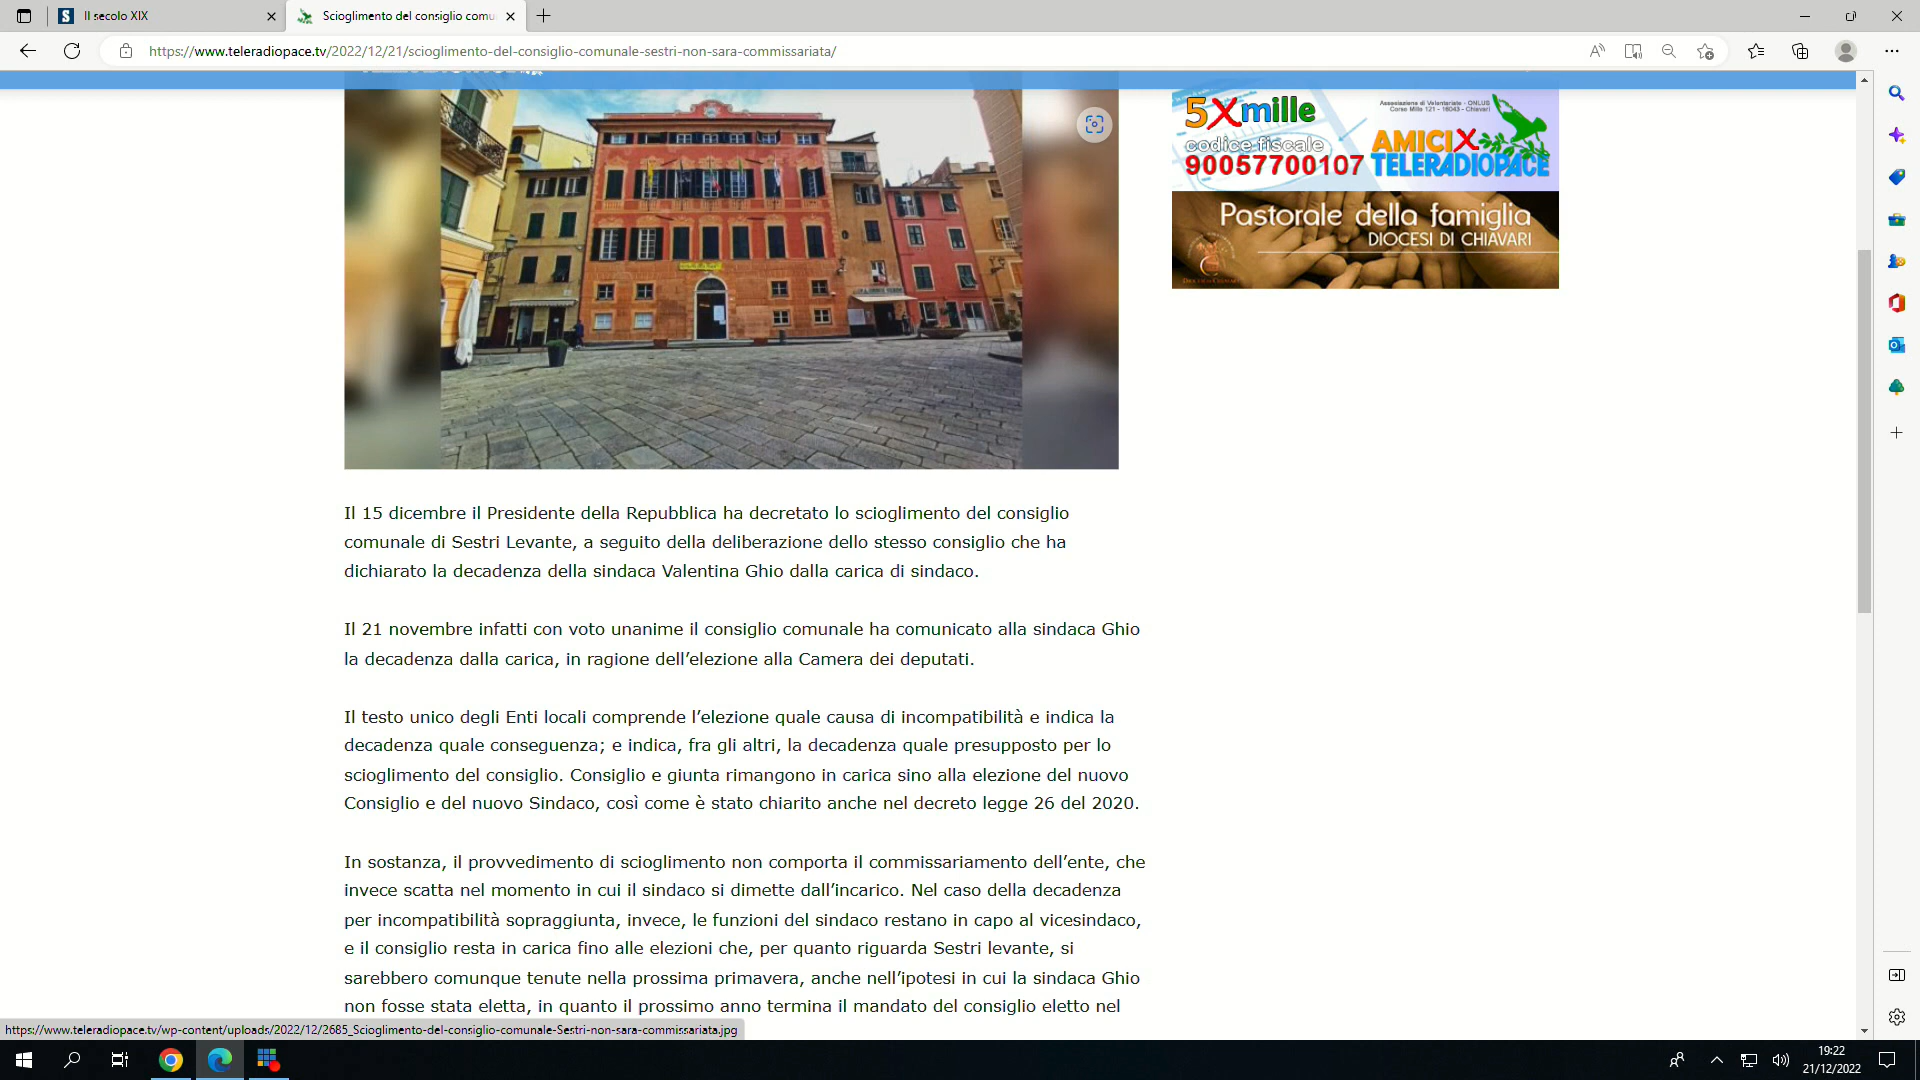 Il secolo XIX
Scioglimento del consiglio comu
https://www.teleradiopace.tv/2022/12/21/scioglimento-del-consiglio-comunale-sestri-non-sara-commissariata/
5Xmille
codice fiscale
90057700107
Associazione di Volontariato - ONLUS
Corso Millo 121 - 16043 - Chiavari
AMICI X
TELERADIOPACE
Pastorale della famiglia
DIOCESI DI CHIAVARI
Il 15 dicembre il Presidente della Repubblica ha decretato lo scioglimento del consiglio
comunale di Sestri Levante, a seguito della deliberazione dello stesso consiglio che ha
dichiarato la decadenza della sindaca Valentina Ghio dalla carica di sindaco.
Il 21 novembre infatti con voto unanime il consiglio comunale ha comunicato alla sindaca Ghio
la decadenza dalla carica, in ragione dell’elezione alla Camera dei deputati.
Il testo unico degli Enti locali comprende l’elezione quale causa di incompatibilità e indica la
decadenza quale conseguenza; e indica, fra gli altri, la decadenza quale presupposto per lo
scioglimento del consiglio. Consiglio e giunta rimangono in carica sino alla elezione del nuovo
Consiglio e del nuovo Sindaco, così come è stato chiarito anche nel decreto legge 26 del 2020.
In sostanza, il provvedimento di scioglimento non comporta il commissariamento dell’ente, che
invece scatta nel momento in cui il sindaco si dimette dall’incarico. Nel caso della decadenza
per incompatibilità sopraggiunta, invece, le funzioni del sindaco restano in capo al vicesindaco,
e il consiglio resta in carica fino alle elezioni che, per quanto riguarda Sestri levante, si
sarebbero comunque tenute nella prossima primavera, anche nell’ipotesi in cui la sindaca Ghio
non fosse stata eletta, in quanto il prossimo anno termina il mandato del consiglio eletto nel
https://www.teleradiopace.tv/wp-content/uploads/2022/12/2685_Scioglimento-del-consiglio-comunale-Sestri-non-sara-commissariata.jpg
19:22
21/12/2022